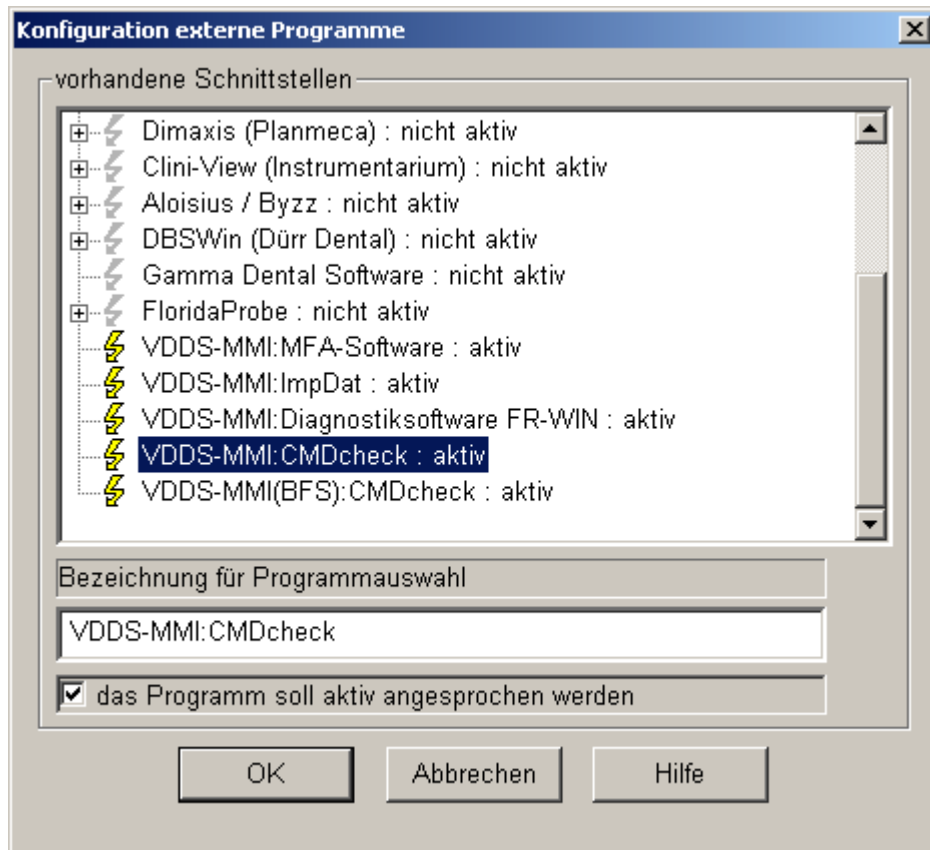 Konfiguration externe Programme
vorhandene Schnittstellen
Dimaxis (Planmeca) : nicht aktiv
Clini-View (Instrumentarium) : nicht aktiv
Aloisius / Byzz : nicht aktiv
DBSWin (Dürr Dental) : nicht aktiv
Gamma Dental Software : nicht aktiv
FloridaProbe : nicht aktiv
VDDS-MMI:MFA-Software : aktiv
VDDS-MMI:ImpDat : aktiv
VDDS-MMI:Diagnostiksoftware FR-WIN : aktiv
VDDS-MMI:CMDcheck : aktiv
VDDS-MMI(BFS):CMDcheck : aktiv
Bezeichnung für Programmauswahl
VDDS-MMI:CMDcheck
das Programm soll aktiv angesprochen werden
OK Abbrechen Hilfe